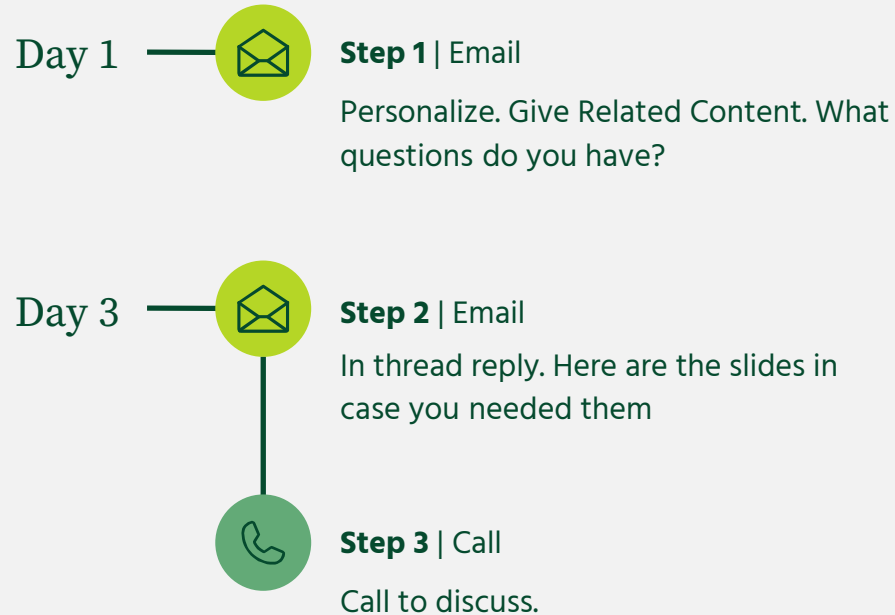 Day 1
Step 1 | Email
Personalize. Give Related Content. What
questions do you have?
Day 3
Step 2 | Email
In thread reply. Here are the slides in
case you needed them
Step 3 | Call
Call to discuss.